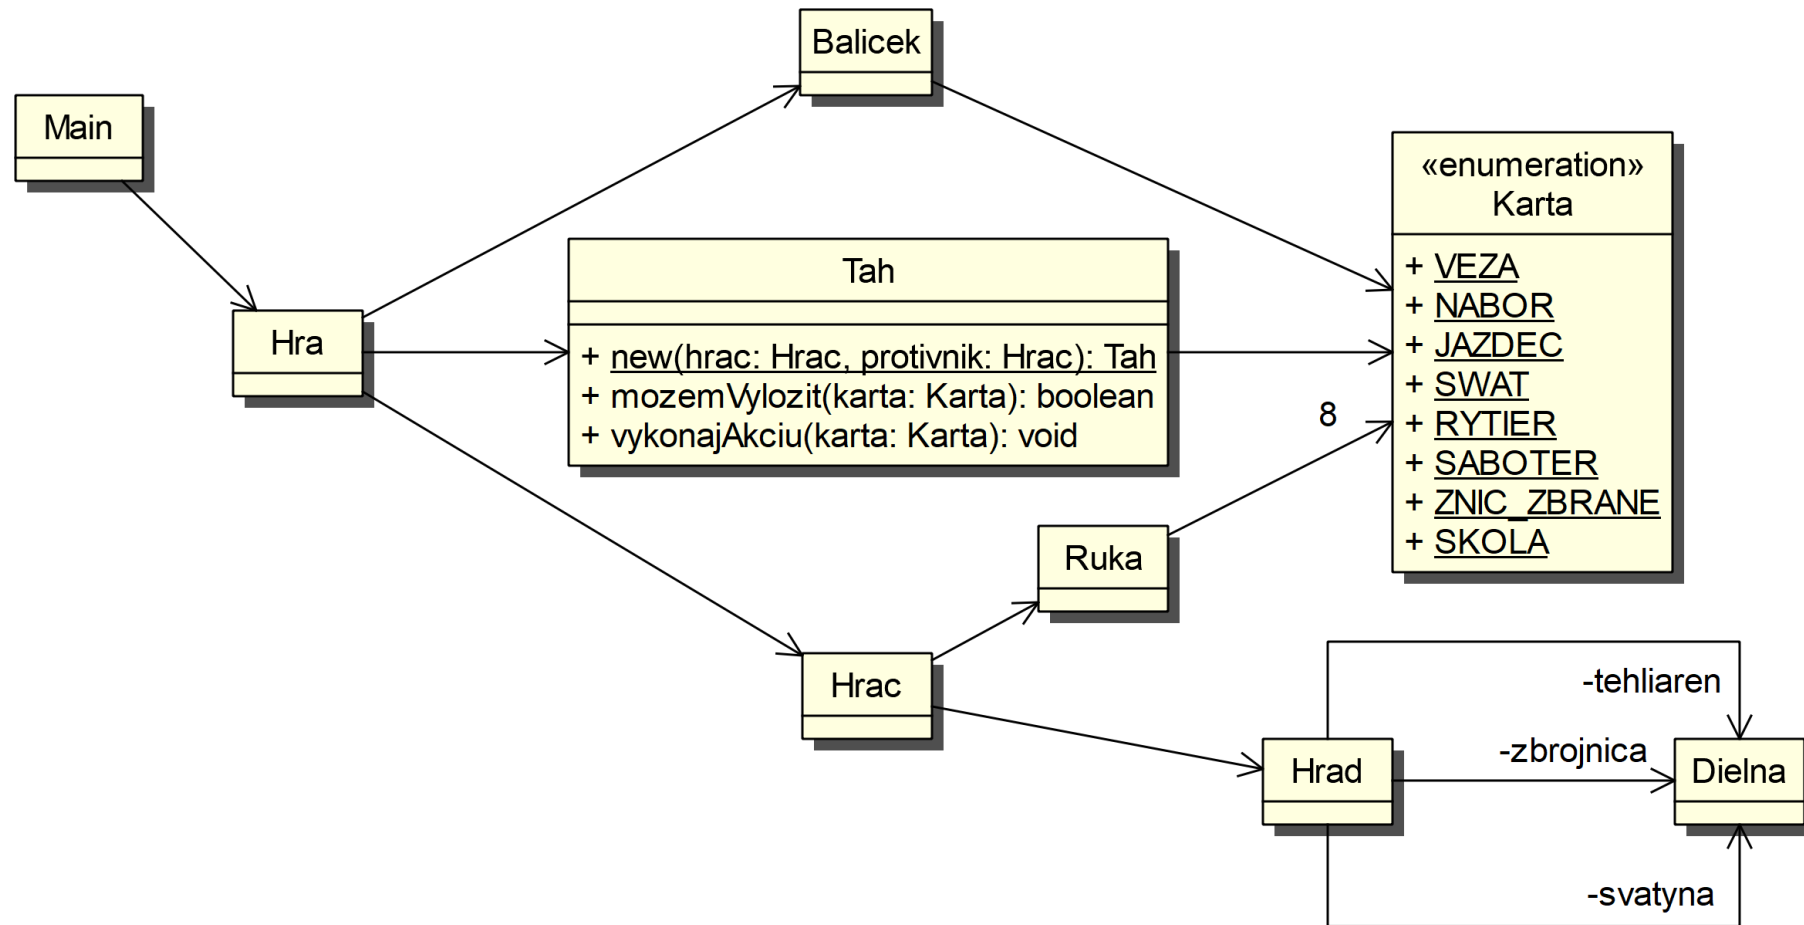 Balicek
Main
«enumeration»
Karta
+ VEZA
+ NABOR
+ JAZDEC
+ SWAT
+ RYTIER
+ SABOTER
+ ZNIC_ZBRANE
+ SKOLA
Tah
+ new(hrac: Hrac, protivnik: Hrac): Tah
+ mozemVylozit(karta: Karta): boolean
+ vykonajAkciu(karta: Karta): void
Hra
8
Ruka
Hrac
-tehliaren
-zbrojnica
Hrad
Dielna
-svatyna